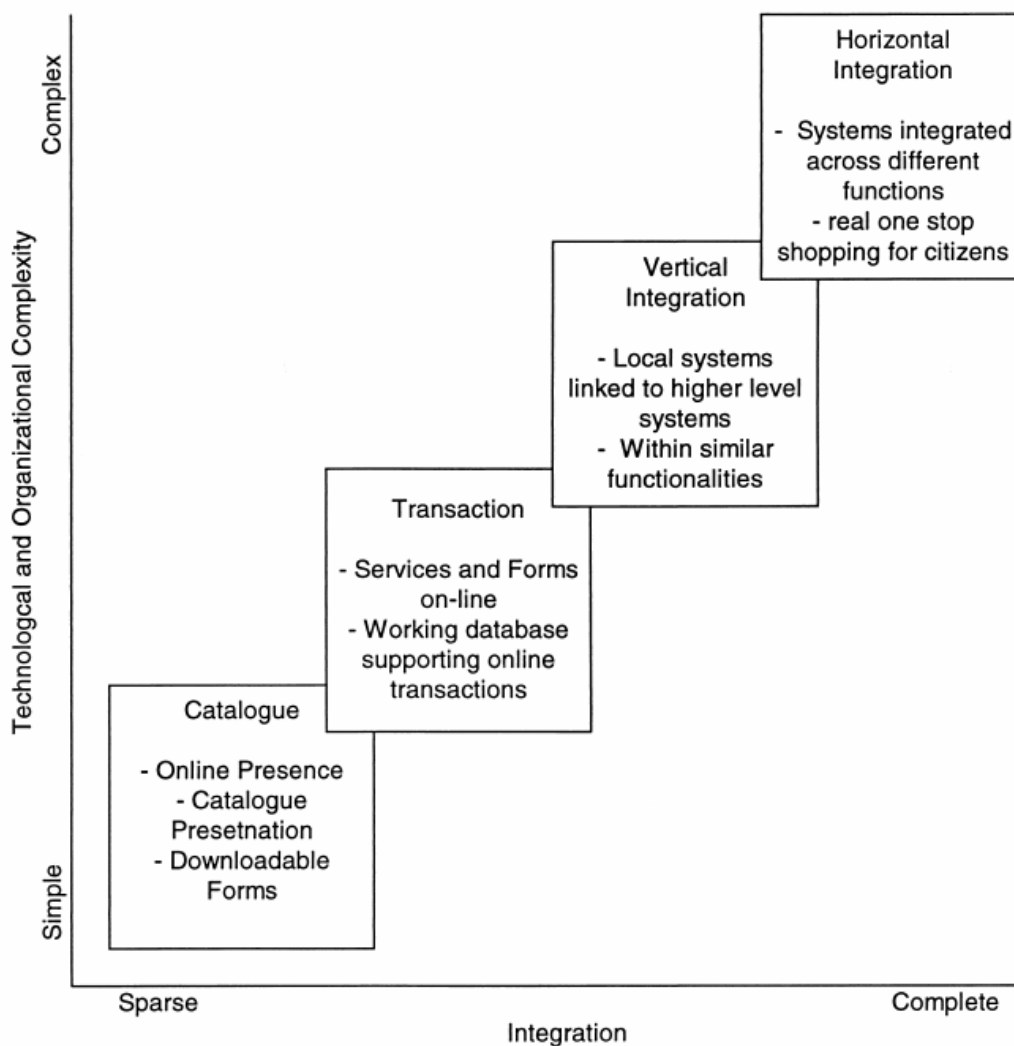 Horizontal
Integration
- Systems integrated
across different
functions
- real one stop
shopping for citizens
Vertical
Integration
- Local systems
linked to higher level
systems
- Within similar
functionalities
Transaction
- Services and Forms
on-line
- Working database
supporting online
transactions
Catalogue
- Online Presence
- Catalogue
Presetnation
- Downloadable
Forms
Complex
Technologcal and Organizational Complexity
Simple
Sparse
Complete
Integration